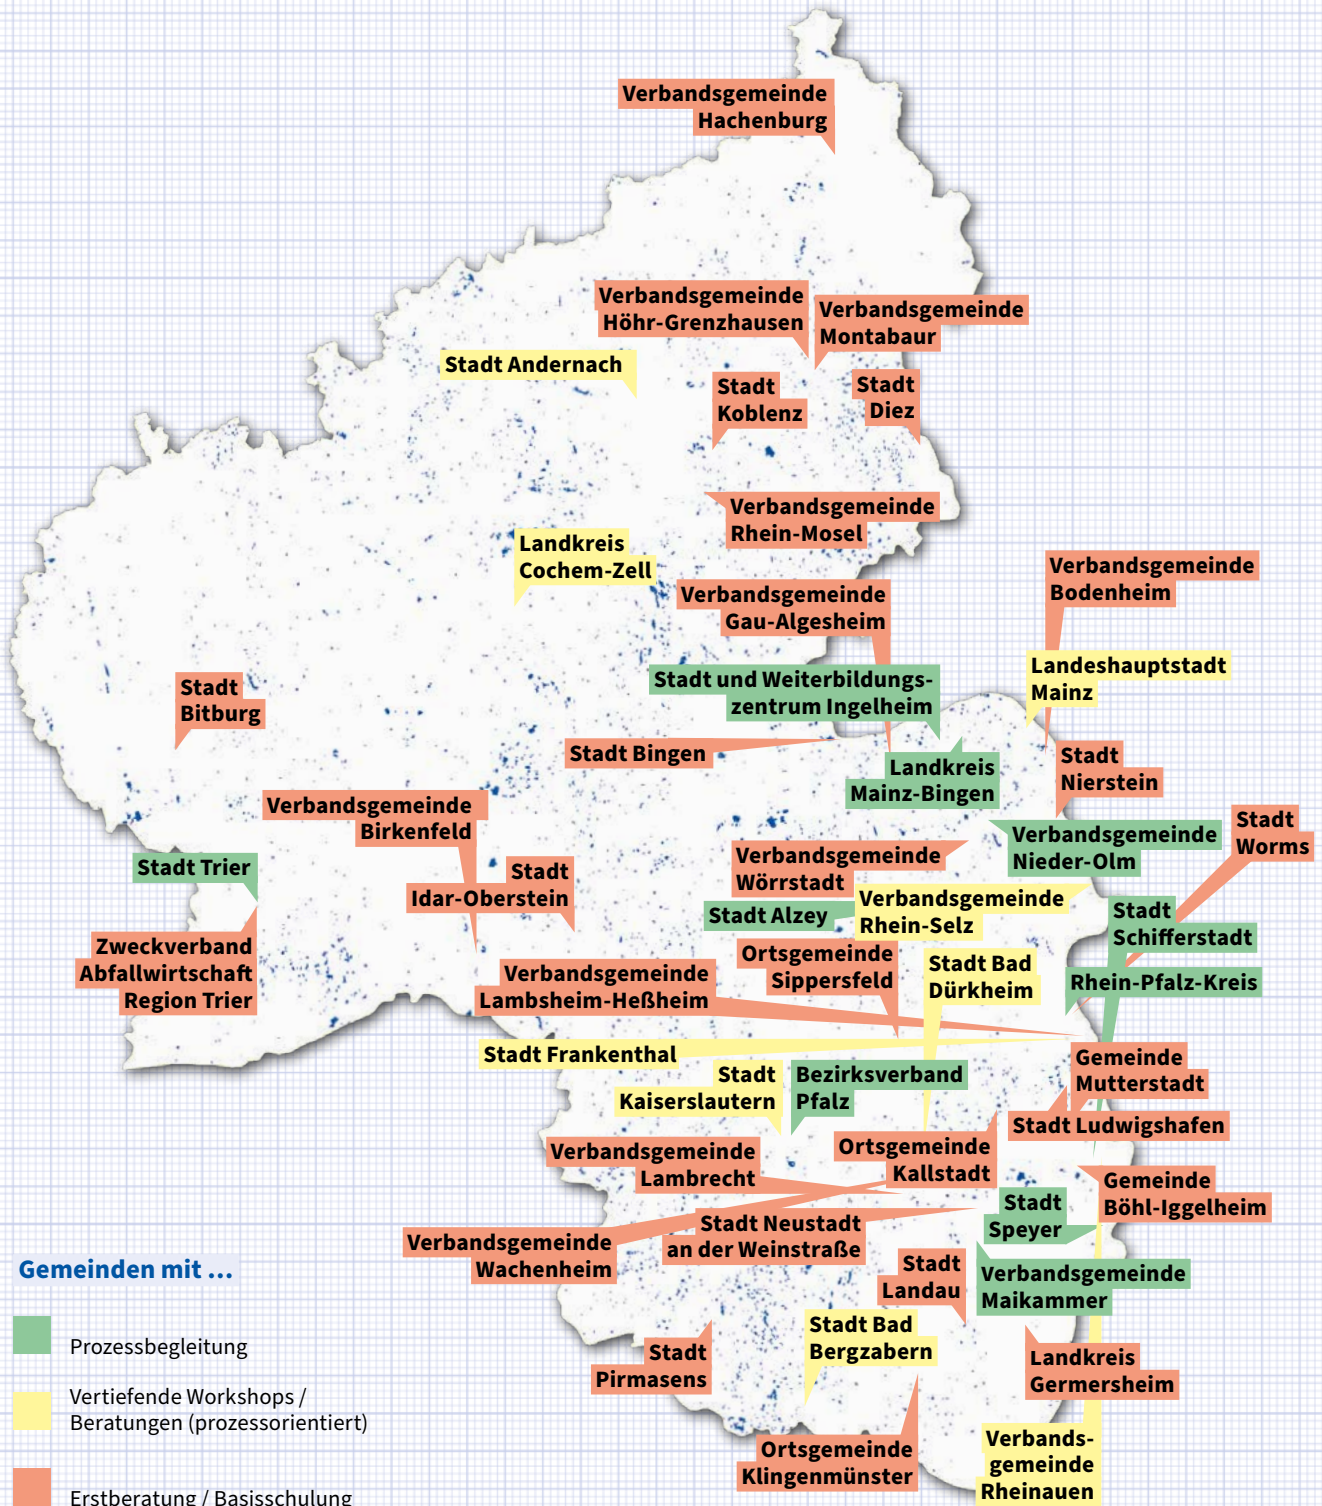 Verbandsgemeinde
Hachenburg
Verbandsgemeinde
Höhr-Grenzhausen
Verbandsgemeinde
Montabaur
Stadt Andernach
Stadt
Koblenz
Stadt
Diez
Verbandsgemeinde
Rhein-Mosel
Landkreis
Cochem-Zell
Verbandsgemeinde
Bodenheim
Verbandsgemeinde
Gau-Algesheim
Landeshauptstadt
Mainz
Stadt und Weiterbildungs-
zentrum Ingelheim
Stadt
Bitburg
Stadt Bingen
Landkreis
Mainz-Bingen
Stadt
Nierstein
Verbandsgemeinde
Birkenfeld
Stadt
Worms
Verbandsgemeinde
Nieder-Olm
Verbandsgemeinde
Wörrstadt
Stadt Trier
Stadt
Idar-Oberstein
Verbandsgemeinde
Rhein-Selz
Stadt Alzey
Stadt
Schifferstadt
Zweckverband
Abfallwirtschaft
Region Trier
Ortsgemeinde
Sippersfeld
Stadt Bad
Dürkheim
Verbandsgemeinde
Lambsheim-Heßheim
Rhein-Pfalz-Kreis
Stadt Frankenthal
Gemeinde
Mutterstadt
Stadt
Kaiserslautern
Bezirksverband
Pfalz
Stadt Ludwigshafen
Ortsgemeinde
Kallstadt
Verbandsgemeinde
Lambrecht
Gemeinde
Böhl-Iggelheim
Stadt
Speyer
Stadt Neustadt
an der Weinstraße
Verbandsgemeinde
Wachenheim
Stadt
Landau
Verbandsgemeinde
Maikammer
Stadt Bad
Bergzabern
Stadt
Pirmasens
Landkreis
Germersheim
Ortsgemeinde
Klingenmünster
Verbands-
gemeinde
Rheinauen
Gemeinden mit ...
Prozessbegleitung
Vertiefende Workshops /
Beratungen (prozessorientiert)
Erstberatung / Basisschulung